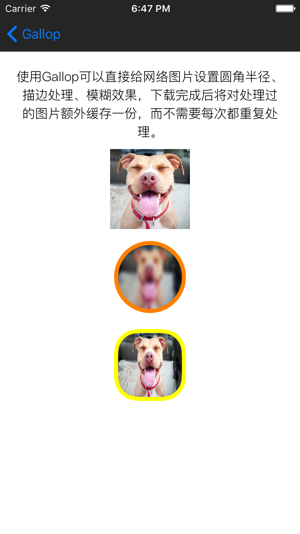 Carrier 6:47 PM
Gallop
使用Gallop可以直接给网络图片设置圆角半径、
描边处理、模糊效果，下载完成后将对处理过
的图片额外缓存一份，而不需要每次都重复处
理。